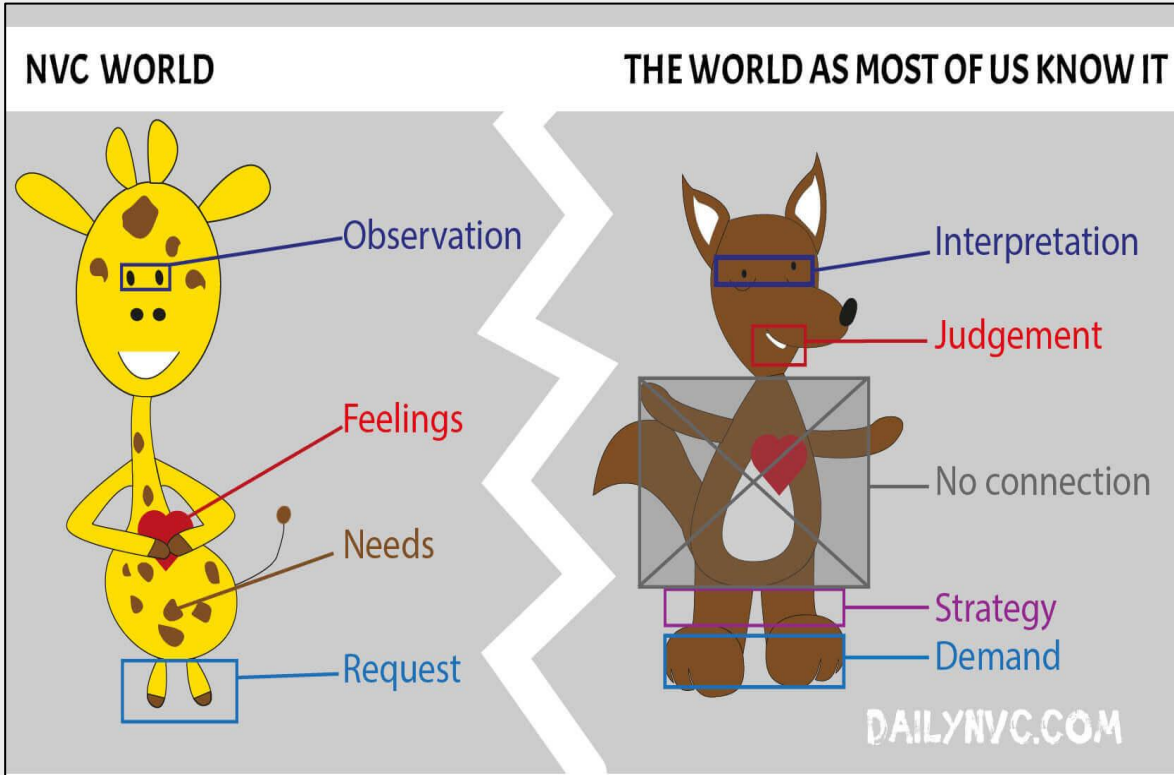 NVC WORLD
THE WORLD AS MOST OF US KNOW IT
Observation
Feelings
Needs
Request
Interpretation
Judgement
No connection
Strategy
Demand
DAILYNVC.COM